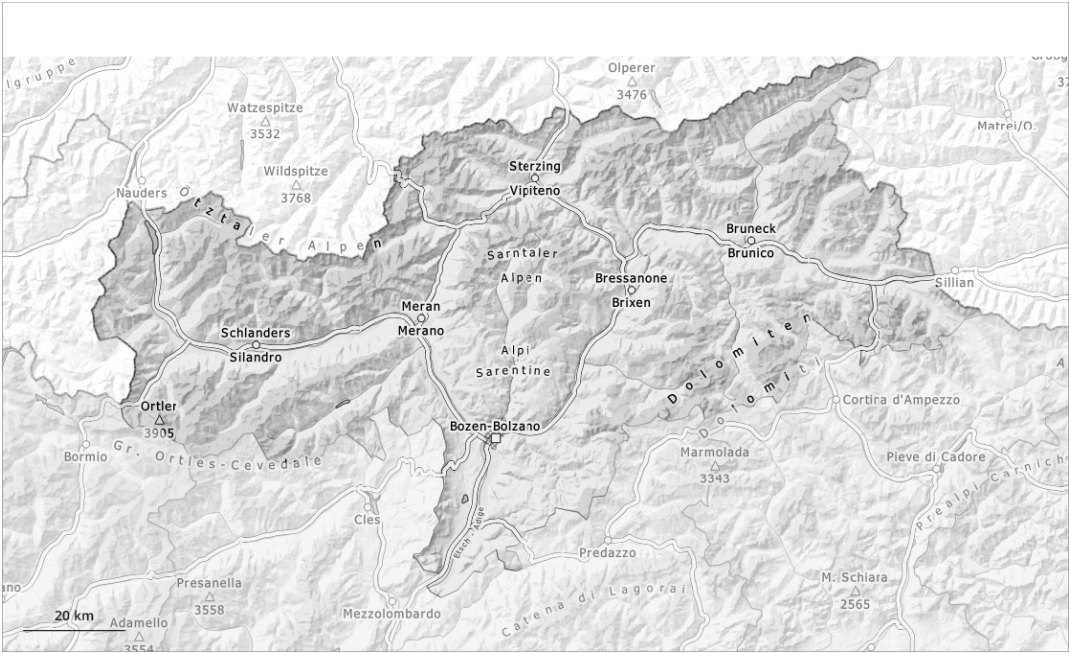 lgruppe
Olperer
3476
Watzespitze
3532
Matrei/O.
Wildspitze
3768
Sterzing
Vipiteno
Nauders
Ötztaler Alpen
Bruneck
Brunico
Sarntaler
Alpen
Bressanone
Brixen
Sillian
Meran
Merano
Schlanders
Silandro
Alpi
Sarentine
Dolomiten
Dolomiti
Ortler
3905
Cortina d'Ampezzo
Bozen-Bolzano
Bormio
Gr. Ortles-Cevedale
Marmolada
3343
Pieve di Cadore
Prealpi Carnich
Cles
Etsch - Adige
Predazzo
ano
Presanella
3558
M. Schiara
2565
Mezzolombardo
Catena di Lagorai
20 km
Adamello
3554